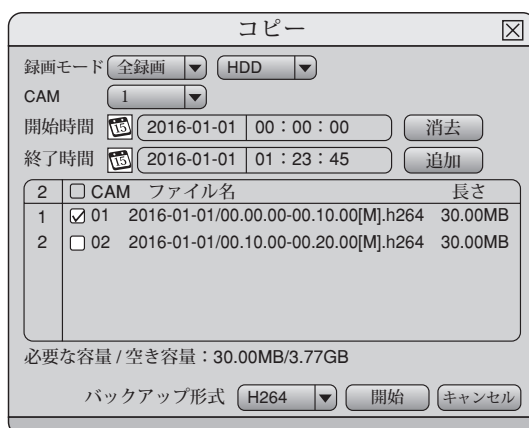 コピー
録画モード 全録画 HDD
CAM 1
開始時間 15 2016-01-01 00：00：00 消去
終了時間 15 2016-01-01 01：23：45 追加
2 CAM ファイル名 長さ
1 01 2016-01-01/00.00.00-00.10.00[M].h264 30.00MB
2 02 2016-01-01/00.10.00-00.20.00[M].h264 30.00MB
必要な容量 / 空き容量：30.00MB/3.77GB
バックアップ形式 H264 開始 キャンセル